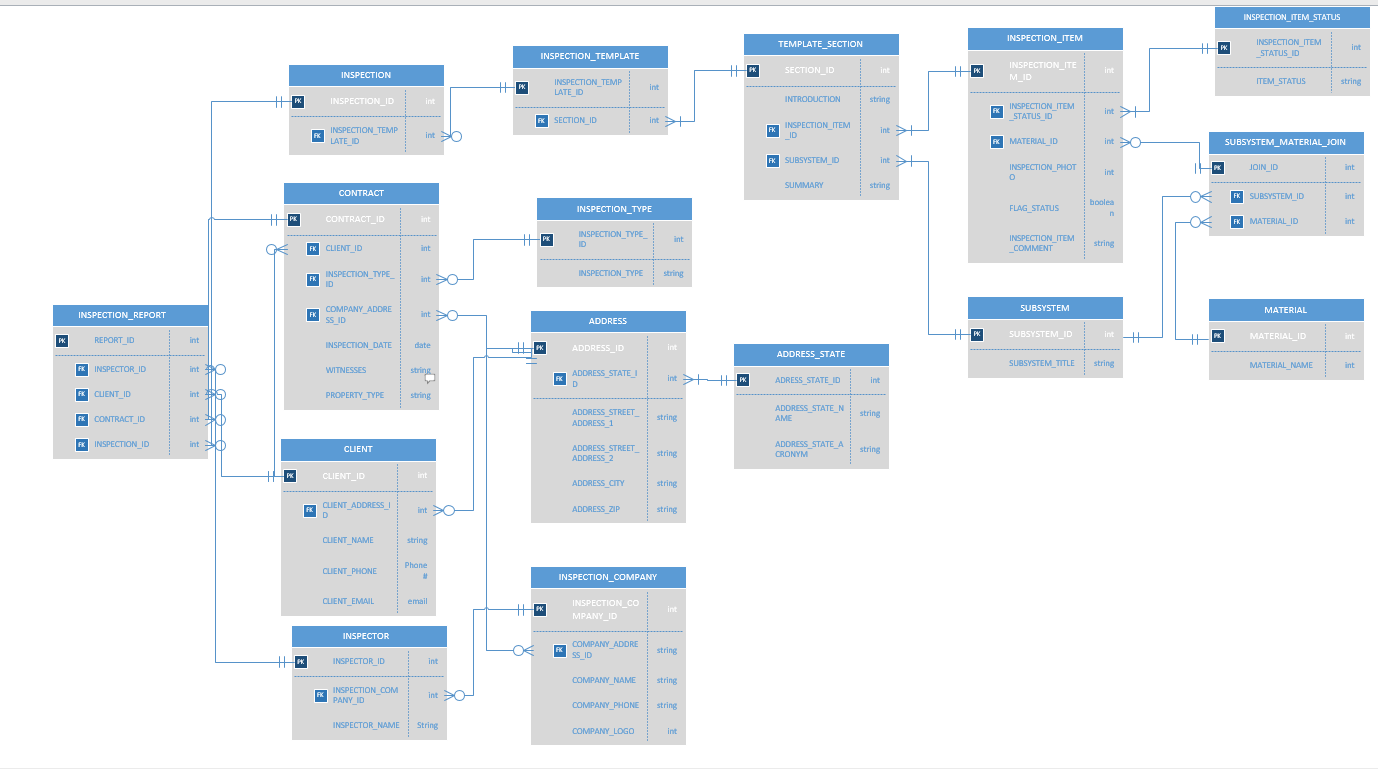 INSPECTION_ITEM_STATUS
PK INSPECTION_ITEM
_STATUS_ID int
ITEM_STATUS string
INSPECTION_ITEM
PK INSPECTION_ITE
M_ID int
FK INSPECTION_ITEM
_STATUS_ID int
FK MATERIAL_ID int
INSPECTION_PHOT
O int
FLAG_STATUS boolea
n
INSPECTION_ITEM
_COMMENT string
TEMPLATE_SECTION
PK SECTION_ID int
INTRODUCTION string
FK INSPECTION_ITEM
_ID int
FK SUBSYSTEM_ID int
SUMMARY string
INSPECTION_TEMPLATE
PK INSPECTION_TEMP
LATE_ID int
FK SECTION_ID int
INSPECTION
PK INSPECTION_ID int
FK INSPECTION_TEMP
LATE_ID int
SUBSYSTEM_MATERIAL_JOIN
PK JOIN_ID int
FK SUBSYSTEM_ID int
FK MATERIAL_ID int
CONTRACT
PK CONTRACT_ID int
FK CLIENT_ID int
FK INSPECTION_TYPE_
ID int
FK COMPANY_ADDRE
SS_ID int
INSPECTION_DATE date
WITNESSES string
PROPERTY_TYPE string
INSPECTION_TYPE
PK INSPECTION_TYPE_
ID int
INSPECTION_TYPE string
SUBSYSTEM
PK SUBSYSTEM_ID int
SUBSYSTEM_TITLE string
MATERIAL
PK MATERIAL_ID int
MATERIAL_NAME int
INSPECTION_REPORT
PK REPORT_ID int
FK INSPECTOR_ID int
FK CLIENT_ID int
FK CONTRACT_ID int
FK INSPECTION_ID int
ADDRESS
PK ADDRESS_ID int
FK ADDRESS_STATE_I
D int
ADDRESS_STREET_
ADDRESS_1 string
ADDRESS_STREET_
ADDRESS_2 string
ADDRESS_CITY string
ADDRESS_ZIP string
ADDRESS_STATE
PK ADRESS_STATE_ID int
ADDRESS_STATE_N
AME string
ADDRESS_STATE_A
CRONYM string
CLIENT
PK CLIENT_ID int
FK CLIENT_ADDRESS_I
D int
CLIENT_NAME string
CLIENT_PHONE Phone
#
CLIENT_EMAIL email
INSPECTION_COMPANY
PK INSPECTION_CO
MPANY_ID int
FK COMPANY_ADDRE
SS_ID string
COMPANY_NAME string
COMPANY_PHONE string
COMPANY_LOGO int
INSPECTOR
PK INSPECTOR_ID int
FK INSPECTION_COM
PANY_ID int
INSPECTOR_NAME String